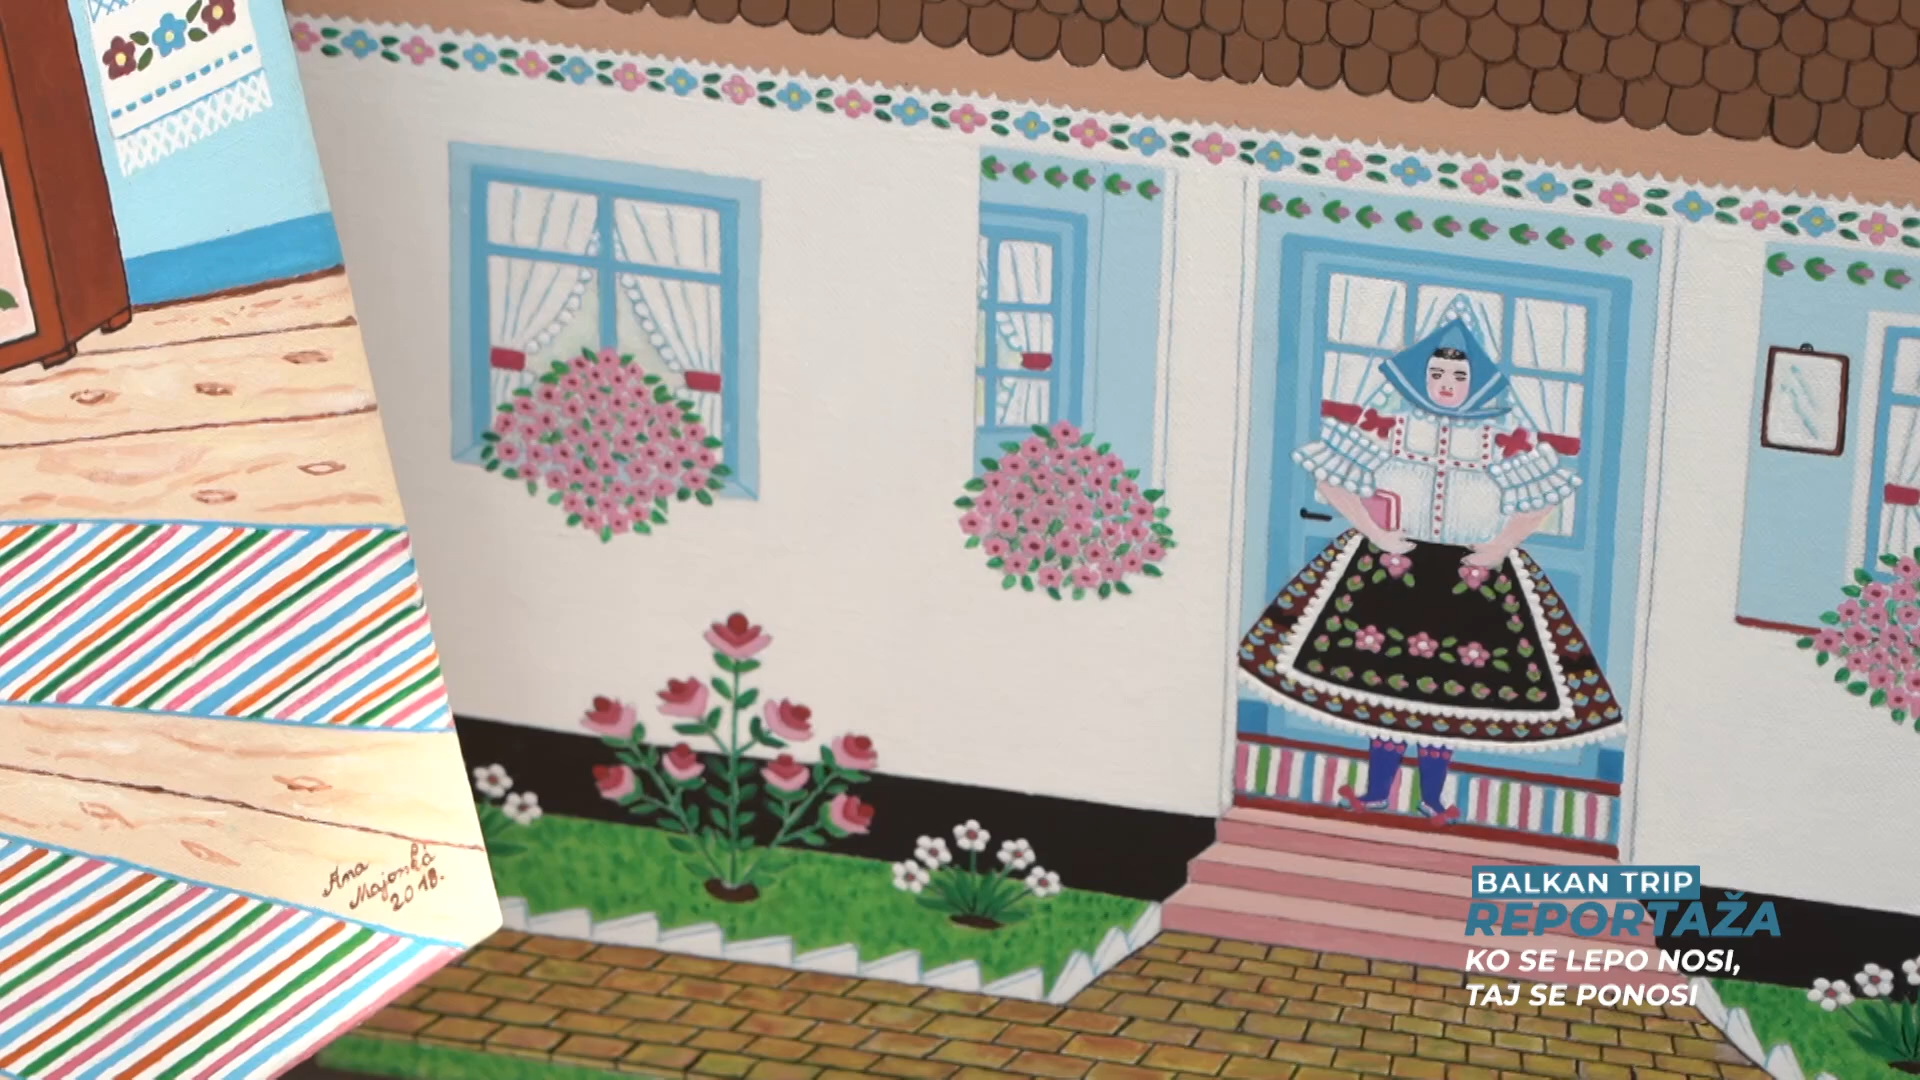 Ana
Majorská
2018.
BALKAN TRIP
REPORTAŽA
KO SE LEPO NOSI,
TAJ SE PONOSI